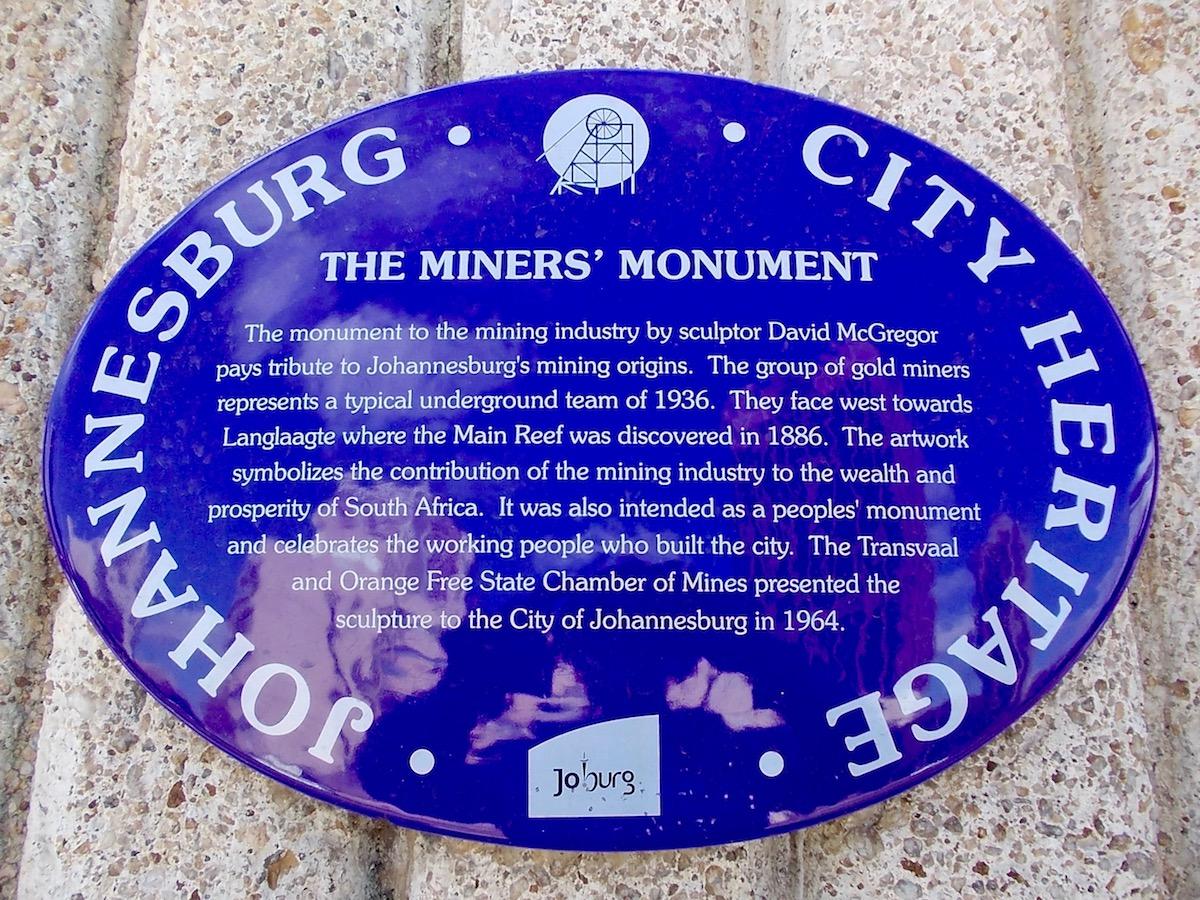 JOHANNESBURG • CITY HERITAGE
THE MINERS’ MONUMENT
The monument to the mining industry by sculptor David McGregor
pays tribute to Johannesburg's mining origins. The group of gold miners
represents a typical underground team of 1936. They face west towards
Langlaagte where the Main Reef was discovered in 1886. The artwork
symbolizes the contribution of the mining industry to the wealth and
prosperity of South Africa. It was also intended as a peoples' monument
and celebrates the working people who built the city. The Transvaal
and Orange Free State Chamber of Mines presented the
sculpture to the City of Johannesburg in 1964.
Joburg